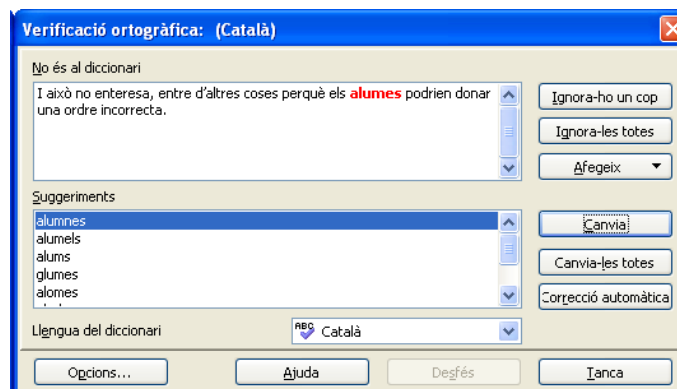 Verificació ortogràfica: (Català)
No és al diccionari
I això no enteresa, entre d'altres coses perquè els alumes podrien donar
una ordre incorrecta.
Ignora-ho un cop
Ignora-les totes
Afegeix
Suggeriments
alumnes
alumels
alums
glumes
alomes
Canvia
Canvia-les totes
Correcció automàtica
Llengua del diccionari
ABC Català
Opcions...
Ajuda
Desfés
Tanca